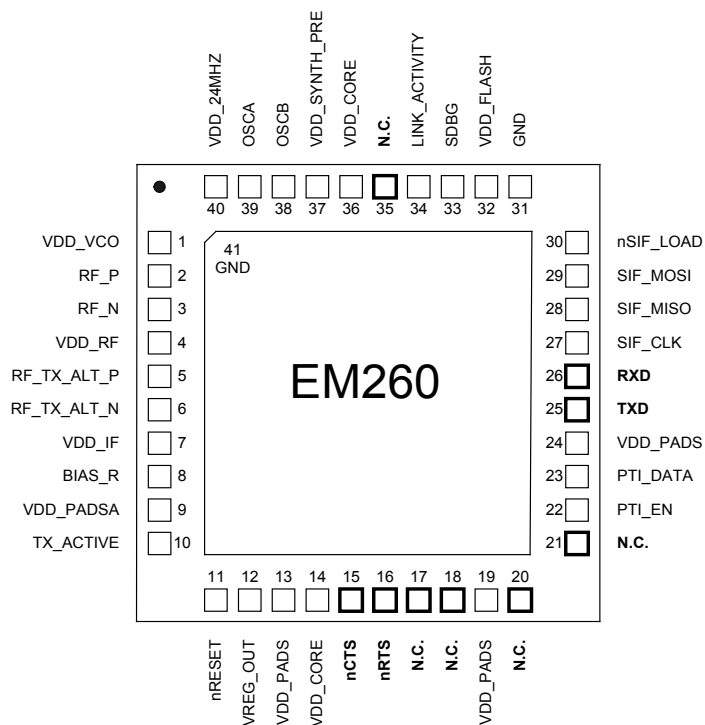 VDD_24MHZ
OSCA
OSCB
VDD_SYNTH_PRE
VDD_CORE
N.C.
LINK_ACTIVITY
SDBG
VDD_FLASH
GND
40 39 38 37 36 35 34 33 32 31
VDD_VCO 1
RF_P 2
RF_N 3
VDD_RF 4
RF_TX_ALT_P 5
RF_TX_ALT_N 6
VDD_IF 7
BIAS_R 8
VDD_PADSA 9
TX_ACTIVE 10
41
GND
EM260
30 nSIF_LOAD
29 SIF_MOSI
28 SIF_MISO
27 SIF_CLK
26 RXD
25 TXD
24 VDD_PADS
23 PTI_DATA
22 PTI_EN
21 N.C.
11 12 13 14 15 16 17 18 19 20
nRESET
VREG_OUT
VDD_PADS
VDD_CORE
nCTS
nRTS
N.C.
N.C.
VDD_PADS
N.C.